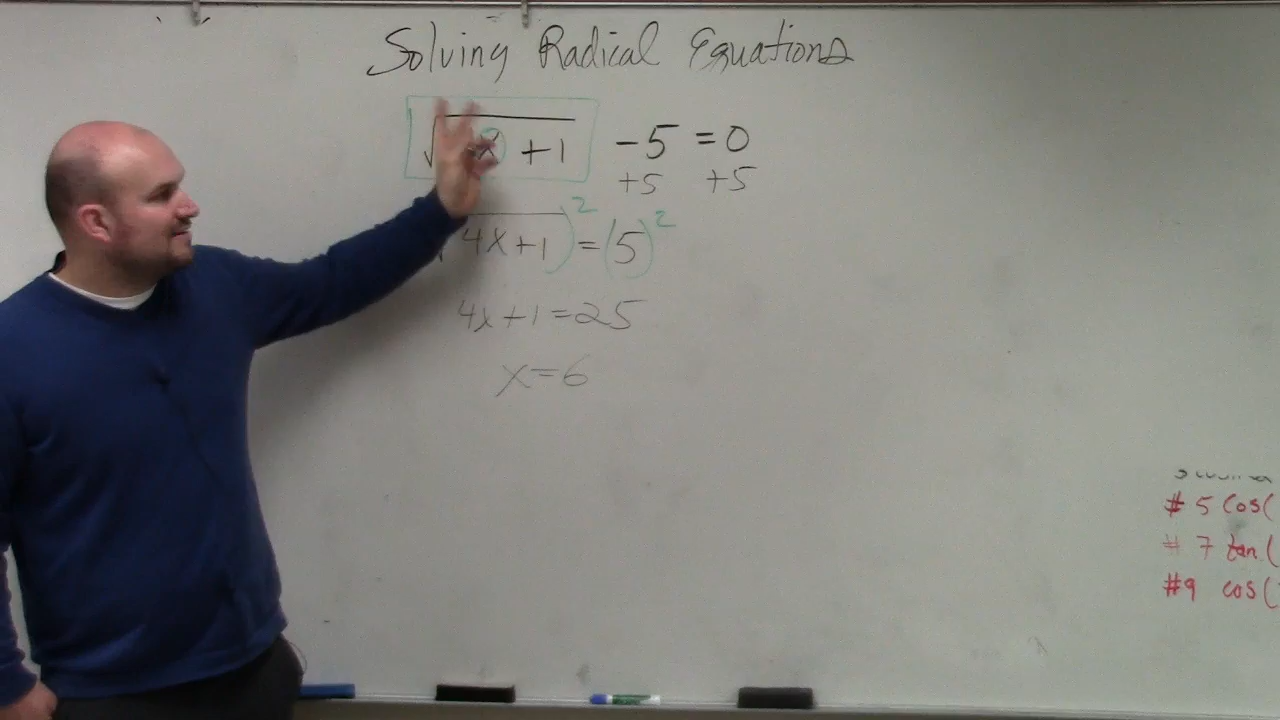 Solving Radical Equations
√ x + 1 - 5 = 0
+5 +5
√4x+1)² = (5)²
4x+1=25
x=6
# 5 cos(
# 7 tan(
#9 cos(